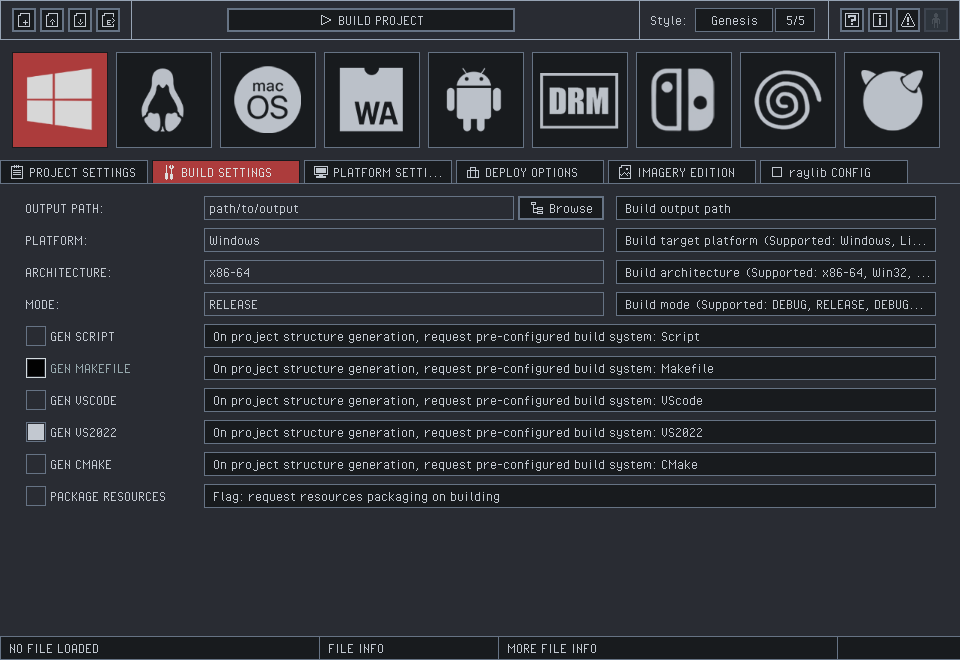 BUILD PROJECT
Style: Genesis 5/5
mac OS WA DRM
PROJECT SETTINGS BUILD SETTINGS PLATFORM SETTI... DEPLOY OPTIONS IMAGERY EDITION raylib CONFIG
OUTPUT PATH: path/to/output Browse Build output path
PLATFORM: Windows Build target platform (Supported: Windows, Li...
ARCHITECTURE: x86-64 Build architecture (Supported: x86-64, Win32, ...
MODE: RELEASE Build mode (Supported: DEBUG, RELEASE, DEBUG...
GEN SCRIPT On project structure generation, request pre-configured build system: Script
GEN MAKEFILE On project structure generation, request pre-configured build system: Makefile
GEN VSCODE On project structure generation, request pre-configured build system: VScode
GEN VS2022 On project structure generation, request pre-configured build system: VS2022
GEN CMAKE On project structure generation, request pre-configured build system: CMake
PACKAGE RESOURCES Flag: request resources packaging on building
NO FILE LOADED FILE INFO MORE FILE INFO